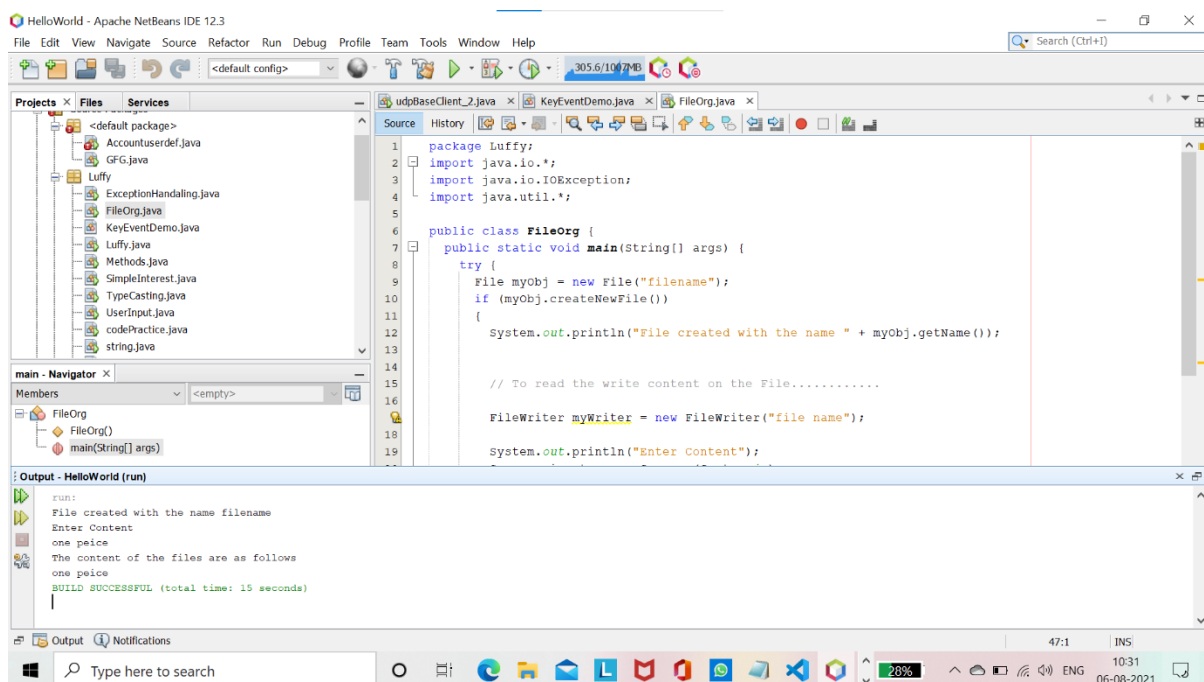 HelloWorld - Apache NetBeans IDE 12.3
File Edit View Navigate Source Refactor Run Debug Profile Team Tools Window Help
Search (Ctrl+I)
<default config>
305.6/1007MB
Projects Files Services
<default package>
Accountuserdef.java
GFG.java
Luffy
ExceptionHandaling.java
FileOrg.java
KeyEventDemo.java
Luffy.java
Methods.java
SimpleInterest.java
TypeCasting.java
UserInput.java
codePractice.java
string.java
main - Navigator
Members
<empty>
FileOrg
FileOrg()
main(String[] args)
udpBaseClient_2.java KeyEventDemo.java FileOrg.java
Source History
1 package Luffy;
2 import java.io.*;
3 import java.io.IOException;
4 import java.util.*;
5
6 public class FileOrg {
7 public static void main(String[] args) {
8 try {
9 File myObj = new File("filename");
10 if (myObj.createNewFile())
11 {
12 System.out.println("File created with the name " + myObj.getName());
13
14
15 // To read the write content on the File............
16
FileWriter myWriter = new FileWriter("file name");
18
19 System.out.println("Enter Content");
Output - HelloWorld (run)
run:
File created with the name filename
Enter Content
one peice
The content of the files are as follows
one peice
BUILD SUCCESSFUL (total time: 15 seconds)
Output Notifications
47:1 INS
Type here to search
L
28%
ENG
10:31
06-08-2021